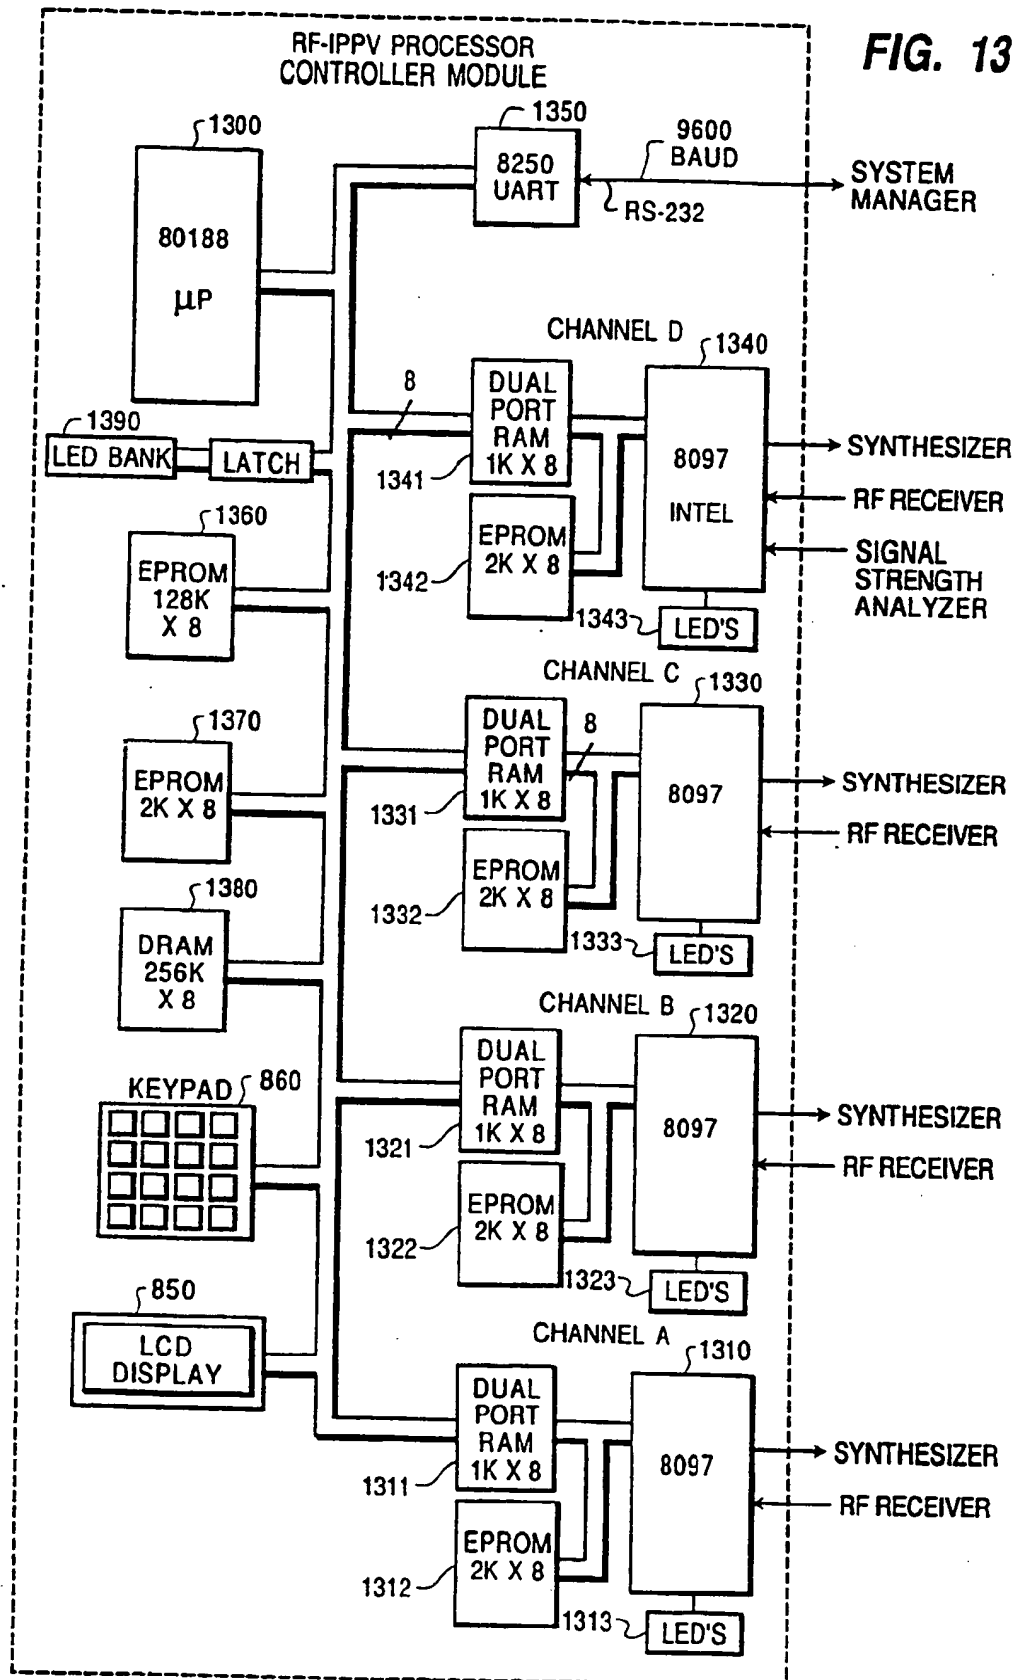 RF-IPPV PROCESSOR
CONTROLLER MODULE
FIG. 13
1300
80188
µP
1350
8250
UART
9600
BAUD
RS-232
SYSTEM
MANAGER
CHANNEL D
8
DUAL
PORT
RAM
1K X 8
1341
EPROM
2K X 8
1342
1340
8097
INTEL
1343
LED'S
SYNTHESIZER
RF RECEIVER
SIGNAL
STRENGTH
ANALYZER
1390
LED BANK
LATCH
1360
EPROM
128K
X 8
CHANNEL C
DUAL
PORT
RAM
1K X 8
8
1331
EPROM
2K X 8
1332
1330
8097
1333
LED'S
SYNTHESIZER
RF RECEIVER
1370
EPROM
2K X 8
1380
DRAM
256K
X 8
CHANNEL B
DUAL
PORT
RAM
1K X 8
1321
EPROM
2K X 8
1322
1320
8097
1323
LED'S
SYNTHESIZER
RF RECEIVER
KEYPAD
860
850
LCD
DISPLAY
CHANNEL A
DUAL
PORT
RAM
1K X 8
1311
EPROM
2K X 8
1312
1310
8097
1313
LED'S
SYNTHESIZER
RF RECEIVER